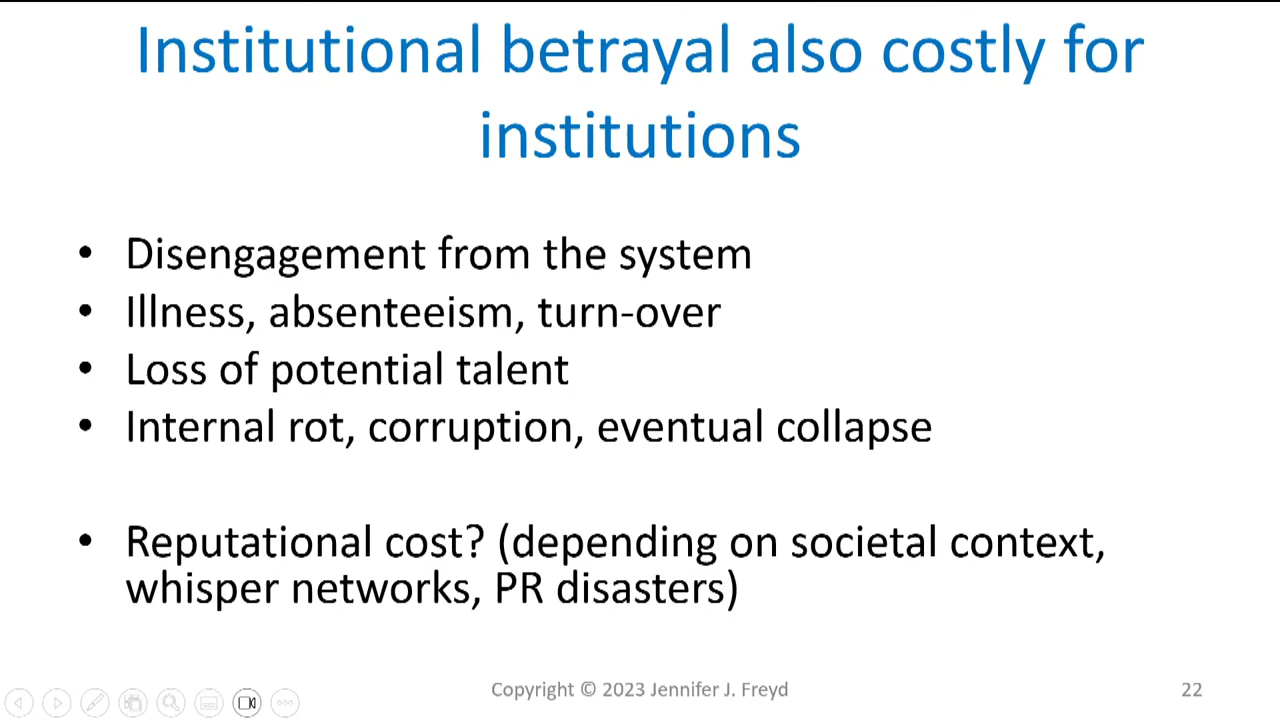 Institutional betrayal also costly for
institutions
• Disengagement from the system
• Illness, absenteeism, turn-over
• Loss of potential talent
• Internal rot, corruption, eventual collapse
• Reputational cost? (depending on societal context,
whisper networks, PR disasters)
Copyright © 2023 Jennifer J. Freyd
22